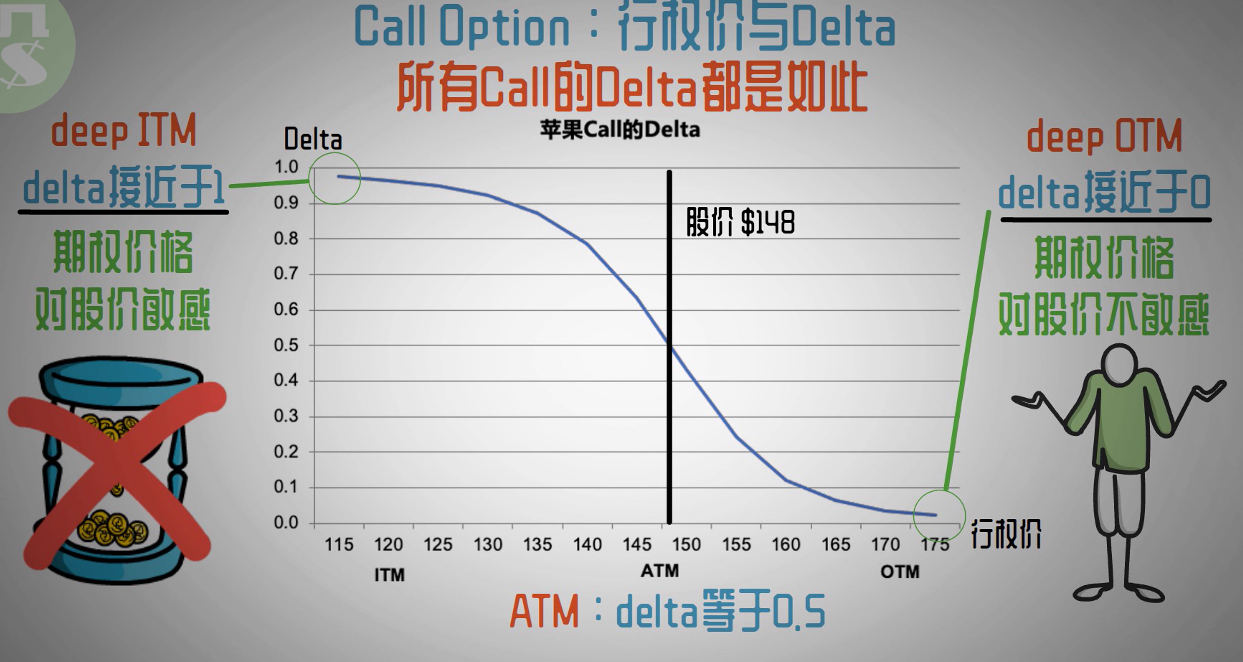 Call Option：行权价与Delta
所有Call的Delta都是如此
苹果Call的Delta
deep ITM
delta接近于1
期权价格
对股价敏感
Delta
1.0
0.9
0.8
0.7
0.6
0.5
0.4
0.3
0.2
0.1
0.0
股价 $148
deep OTM
delta接近于0
期权价格
对股价不敏感
115 120 125 130 135 140 145 150 155 160 165 170 175
行权价
ITM ATM OTM
ATM：delta等于0.5